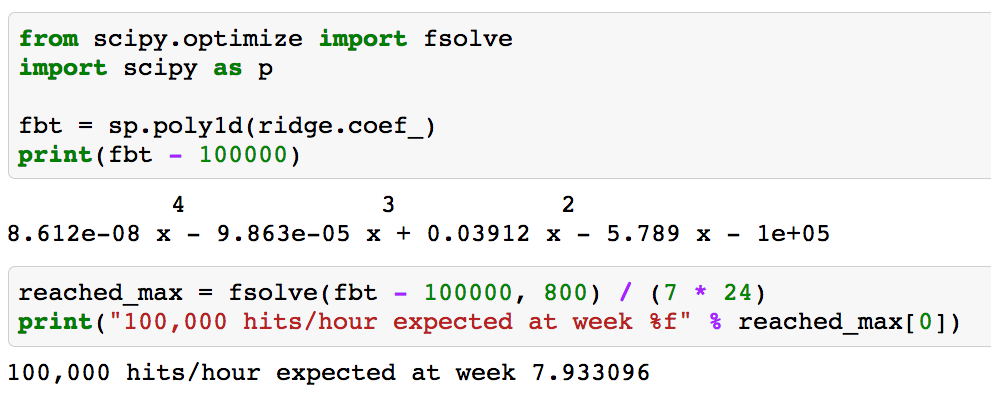 from scipy.optimize import fsolve
import scipy as p
fbt = sp.poly1d(ridge.coef_)
print(fbt - 100000)
4 3 2
8.612e-08 x - 9.863e-05 x + 0.03912 x - 5.789 x - 1e+05
reached_max = fsolve(fbt - 100000, 800) / (7 * 24)
print("100,000 hits/hour expected at week %f" % reached_max[0])
100,000 hits/hour expected at week 7.933096